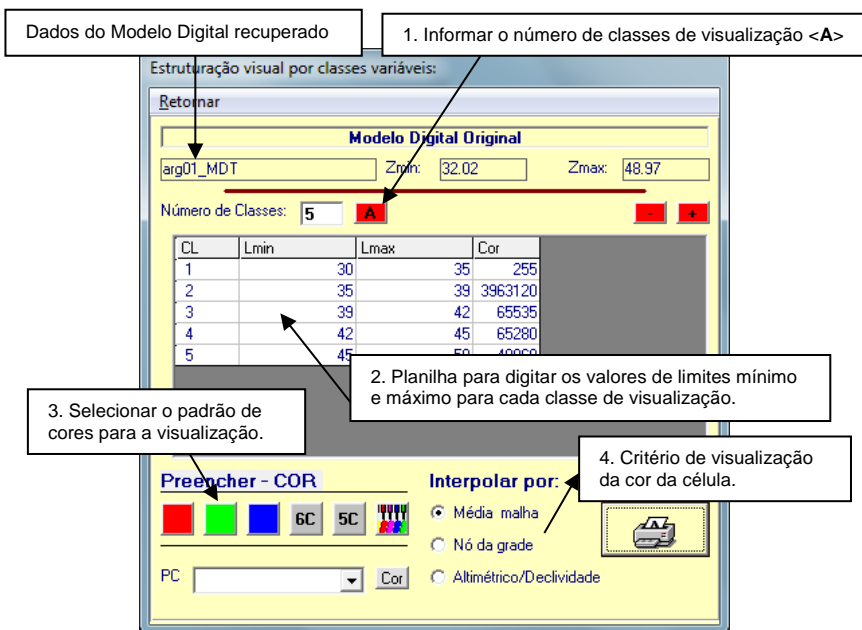 Dados do Modelo Digital recuperado
1. Informar o número de classes de visualização <A>
Estruturação visual por classes variáveis:
Retornar
Modelo Digital Original
arg01_MDT Zmin: 32.02 Zmax: 48.97
Número de Classes: 5 A - +
CL Lmin Lmax Cor
1 30 35 255
2 35 39 3963120
3 39 42 65535
4 42 45 65280
5 45
2. Planilha para digitar os valores de limites mínimo
e máximo para cada classe de visualização.
3. Selecionar o padrão de
cores para a visualização.
4. Critério de visualização
da cor da célula.
Preencher - COR
6C 5C
PC Cor
Interpolar por:
Média malha
Nó da grade
Altimétrico/Declividade